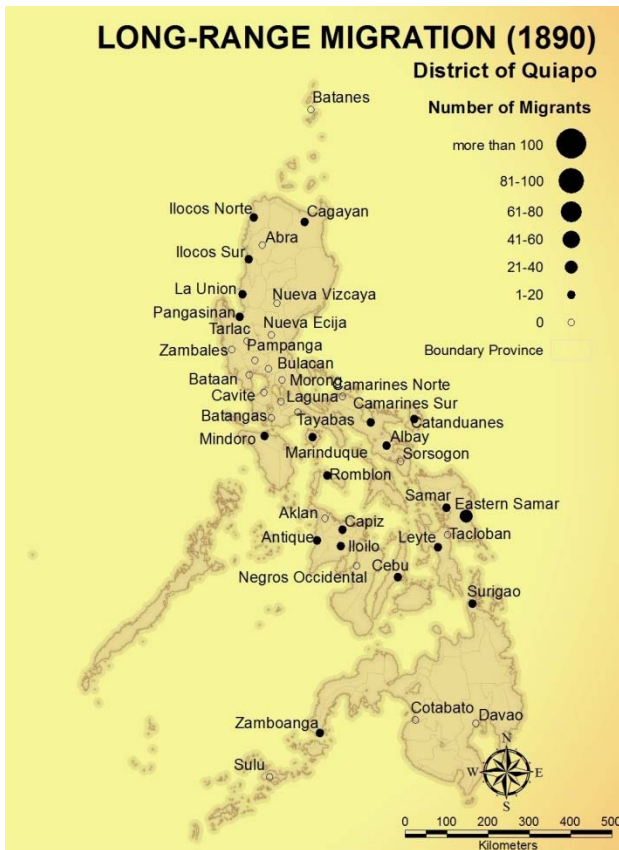 LONG-RANGE MIGRATION (1890)
District of Quiapo
Number of Migrants
more than 100
81-100
61-80
41-60
21-40
1-20
0
Boundary Province
Batanes
Ilocos Norte
Cagayan
Abra
Ilocos Sur
La Union
Nueva Vizcaya
Pangasinan
Nueva Ecija
Tarlac
Pampanga
Zambales
Bulacan
Bataan
Morong
Camarines Norte
Cavite
Laguna
Camarines Sur
Batangas
Tayabas
Catanduanes
Mindoro
Albay
Marinduque
Sorsogon
Romblon
Samar
Eastern Samar
Aklan
Capiz
Tacloban
Antique
Iloilo
Leyte
Cebu
Negros Occidental
Surigao
Cotabato
Davao
Zamboanga
Sulu
N
W
E
S
0 100 200 300 400 500
Kilometers